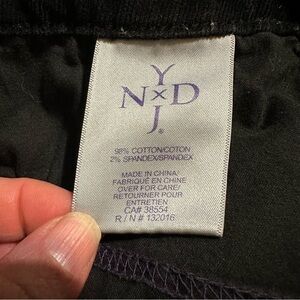 Y
N×D
J®
98% COTTON/COTON
2% SPANDEX/SPANDEX
MADE IN CHINA/
FABRIQUÉ EN CHINE
OVER FOR CARE/
RETOURNER POUR
ENTRETIEN
CA# 38554
R / N # 132016